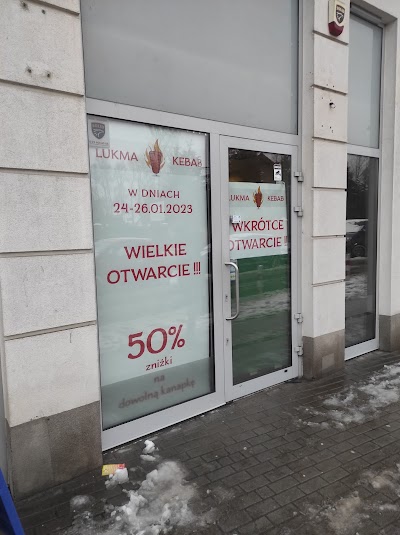 LUKMA KEBAB
W DNIACH
24-26.01.2023
WIELKIE
OTWARCIE !!!
50%
zniżki
na
dowolną kanapkę
LUKMA KEBAB
WKRÓTCE
OTWARCIE !!!